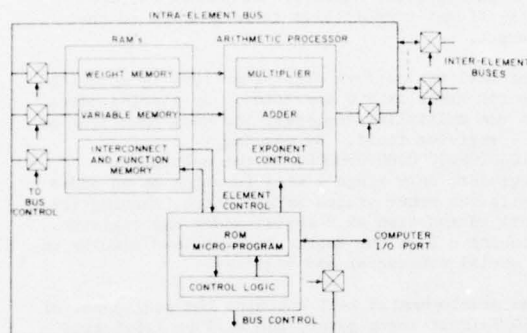 INTRA-ELEMENT BUS
RAM s
ARITHMETIC PROCESSOR
WEIGHT MEMORY
MULTIPLIER
INTER-ELEMENT
BUSES
VARIABLE MEMORY
ADDER
INTERCONNECT
AND FUNCTION
MEMORY
EXPONENT
CONTROL
TO
BUS
CONTROL
ELEMENT
CONTROL
ROM
MICRO-PROGRAM
COMPUTER
I/O PORT
CONTROL LOGIC
BUS CONTROL